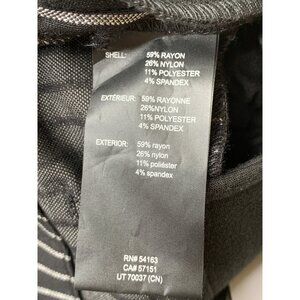 SHELL: 59% RAYON
26% NYLON
11% POLYESTER
4% SPANDEX
EXTÉRIEUR: 59% RAYONNE
26%NYLON
11% POLYESTER
4% SPANDEX
EXTERIOR: 59% rayon
26% nylon
11% poliéster
4% spandex
RN# 54163
CA# 57151
UT 70037 (CN)